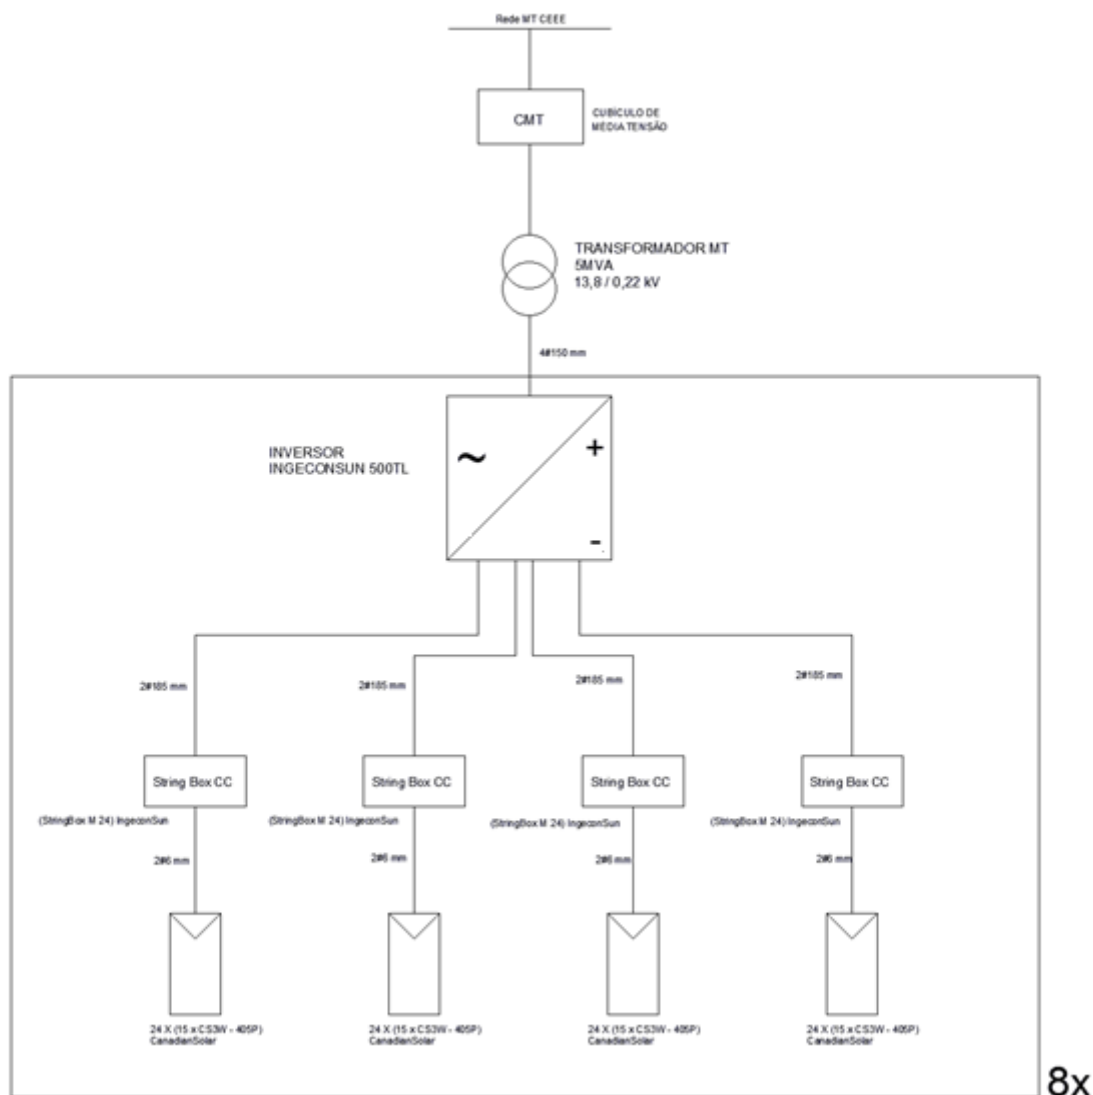 Rede MT CEEE
CMT
CUBÍCULO DE
MÉDIA TENSÃO
TRANSFORMADOR MT
5MVA
13,8 / 0,22 kV
4#150 mm
INVERSOR
INGECONSUN 500TL
~
+
-
2#185 mm
2#185 mm
2#185 mm
2#185 mm
String Box CC
String Box CC
String Box CC
String Box CC
(StringBox M 24) IngeconSun
(StringBox M 24) IngeconSun
(StringBox M 24) IngeconSun
(StringBox M 24) IngeconSun
2#6 mm
2#6 mm
2#6 mm
2#6 mm
24 X (15 x CS3W - 405P)
CanadianSolar
24 X (15 x CS3W - 405P)
CanadianSolar
24 X (15 x CS3W - 405P)
CanadianSolar
24 X (15 x CS3W - 405P)
CanadianSolar
8x